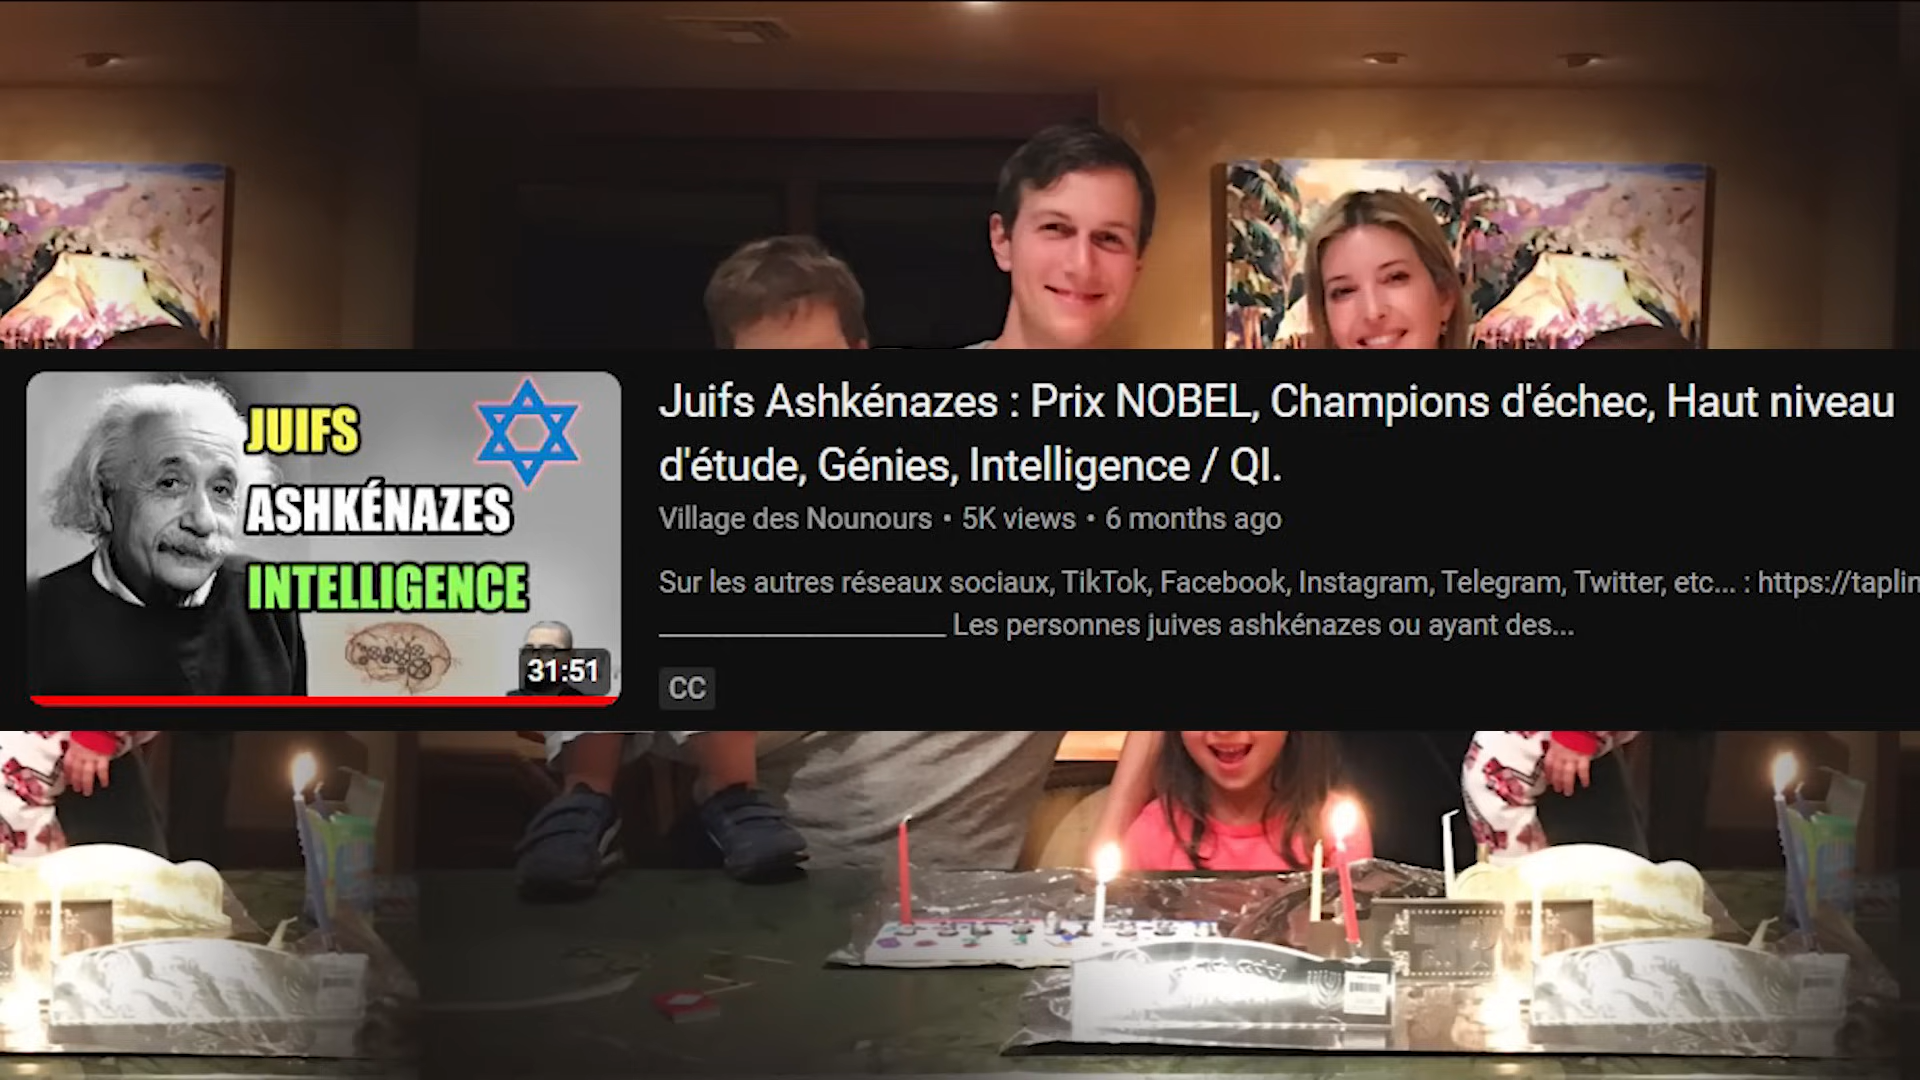 JUIFS
ASHKÉNAZES
INTELLIGENCE
31:51
Juifs Ashkénazes : Prix NOBEL, Champions d'échec, Haut niveau
d'étude, Génies, Intelligence / QI.
Village des Nounours • 5K views • 6 months ago
Sur les autres réseaux sociaux, TikTok, Facebook, Instagram, Telegram, Twitter, etc... : https://taplin
Les personnes juives ashkénazes ou ayant des...
CC